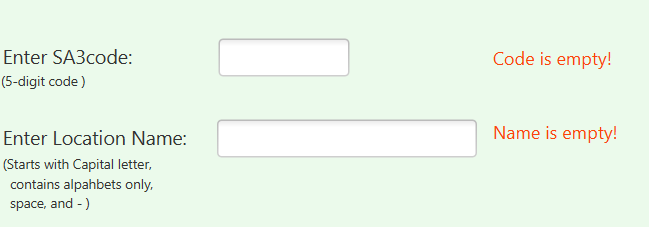 Enter SA3code:
Code is empty!
(5-digit code )
Enter Location Name:
Name is empty!
(Starts with Capital letter,
contains alpahbets only,
space, and - )